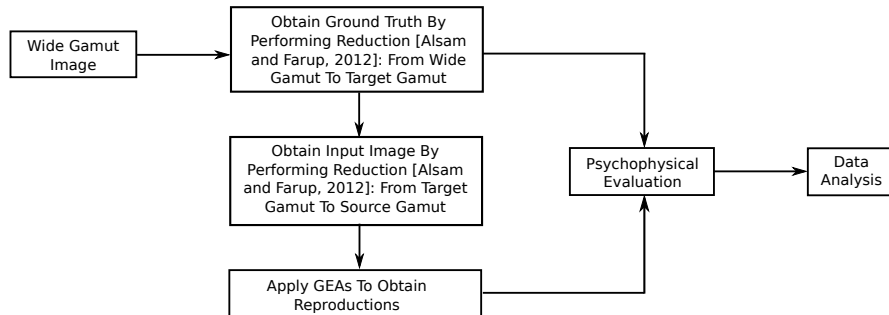 Wide Gamut
Image
Obtain Ground Truth By
Performing Reduction [Alsam
and Farup, 2012]: From Wide
Gamut To Target Gamut
Obtain Input Image By
Performing Reduction [Alsam
and Farup, 2012]: From Target
Gamut To Source Gamut
Apply GEAs To Obtain
Reproductions
Psychophysical
Evaluation
Data
Analysis